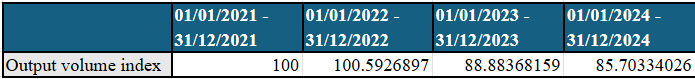 01/01/2021 - 01/01/2022 - 01/01/2023 - 01/01/2024 -
31/12/2021 31/12/2022 31/12/2023 31/12/2024
Output volume index 100 100.5926897 88.88368159 85.70334026